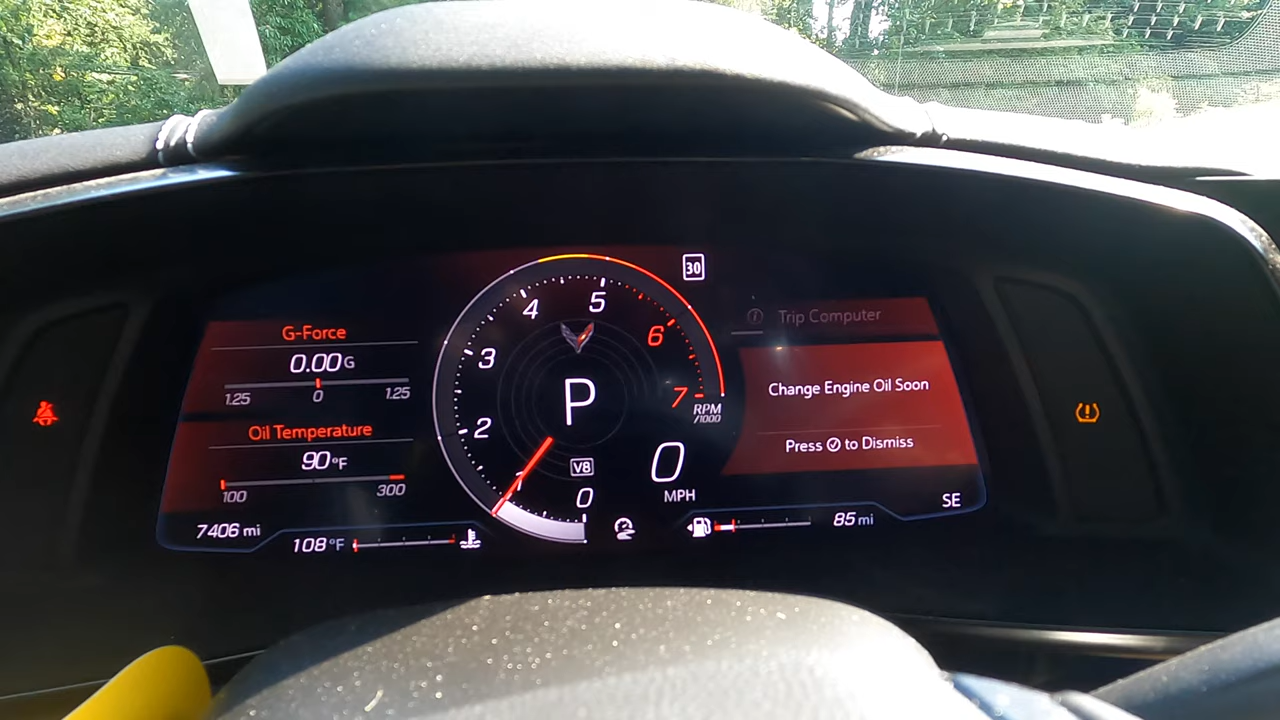 30
G-Force
0.00G
1.25 0 1.25
Oil Temperature
90°F
100 300
7406 mi
108°F
1
2
3
4
5
6
7
RPM
/1000
P
V8
0
0
MPH
Trip Computer
Change Engine Oil Soon
Press to Dismiss
85 mi
SE